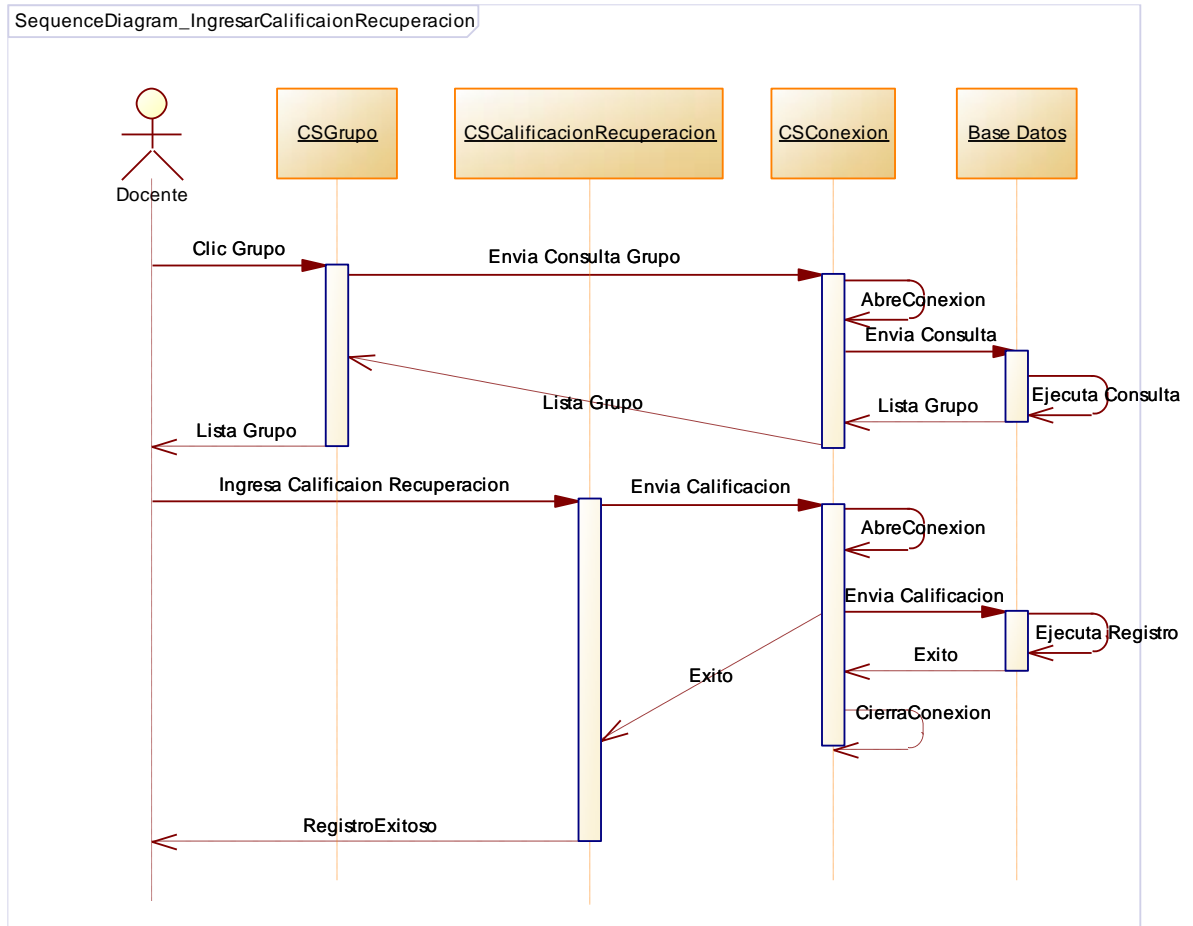 SequenceDiagram_IngresarCalificaionRecuperacion
CSGrupo
CSCalificacionRecuperacion
CSConexion
Base Datos
Docente
Clic Grupo
Envia Consulta Grupo
AbreConexion
Envia Consulta
Ejecuta Consulta
Lista Grupo
Lista Grupo
Lista Grupo
Ingresa Calificaion Recuperacion
Envia Calificacion
AbreConexion
Envia Calificacion
Ejecuta Registro
Exito
Exito
CierraConexion
RegistroExitoso